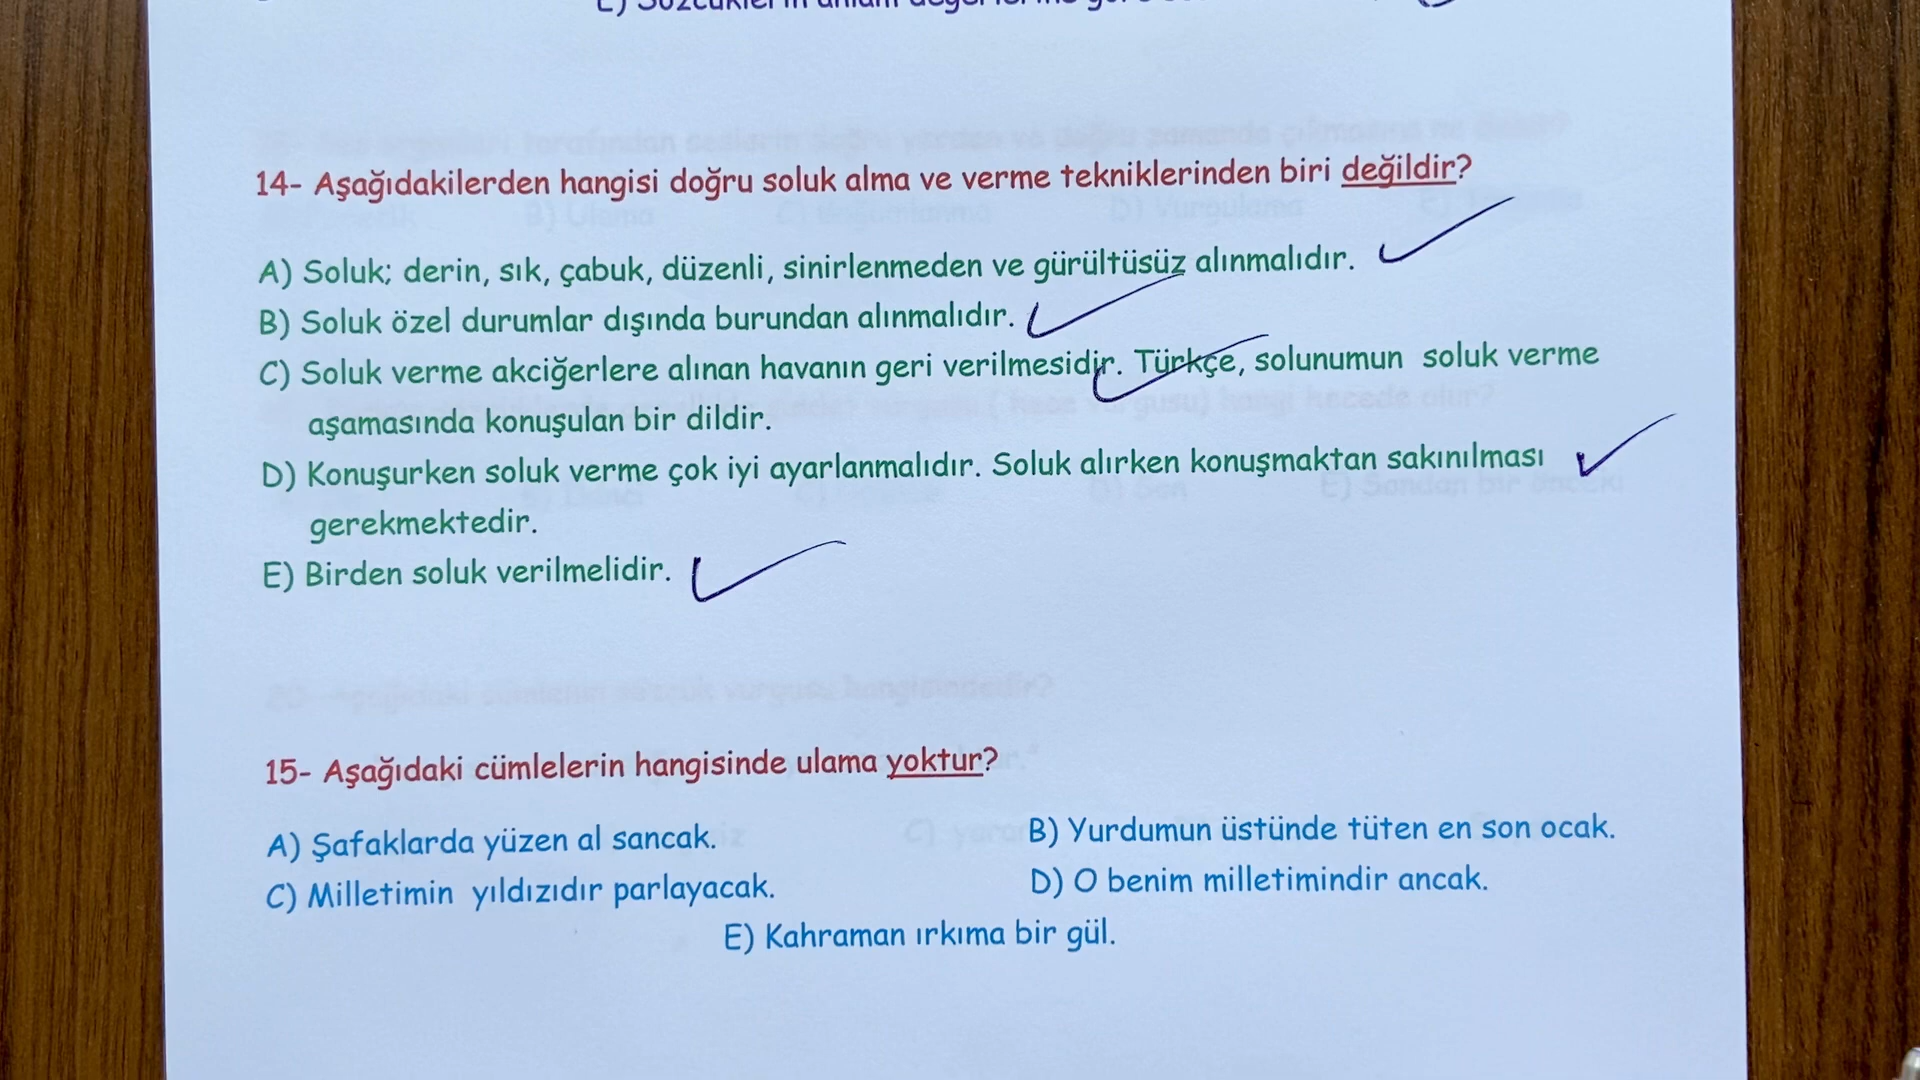 14- Aşağıdakilerden hangisi doğru soluk alma ve verme tekniklerinden biri değildir?
A) Soluk; derin, sık, çabuk, düzenli, sinirlenmeden ve gürültüsüz alınmalıdır.
B) Soluk özel durumlar dışında burundan alınmalıdır.
C) Soluk verme akciğerlere alınan havanın geri verilmesidir. Türkçe, solunumun soluk verme
aşamasında konuşulan bir dildir.
D) Konuşurken soluk verme çok iyi ayarlanmalıdır. Soluk alırken konuşmaktan sakınılması
gerekmektedir.
E) Birden soluk verilmelidir.
15- Aşağıdaki cümlelerin hangisinde ulama yoktur?
A) Şafaklarda yüzen al sancak. B) Yurdumun üstünde tüten en son ocak.
C) Milletimin yıldızıdır parlayacak. D) O benim milletimindir ancak.
E) Kahraman ırkıma bir gül.